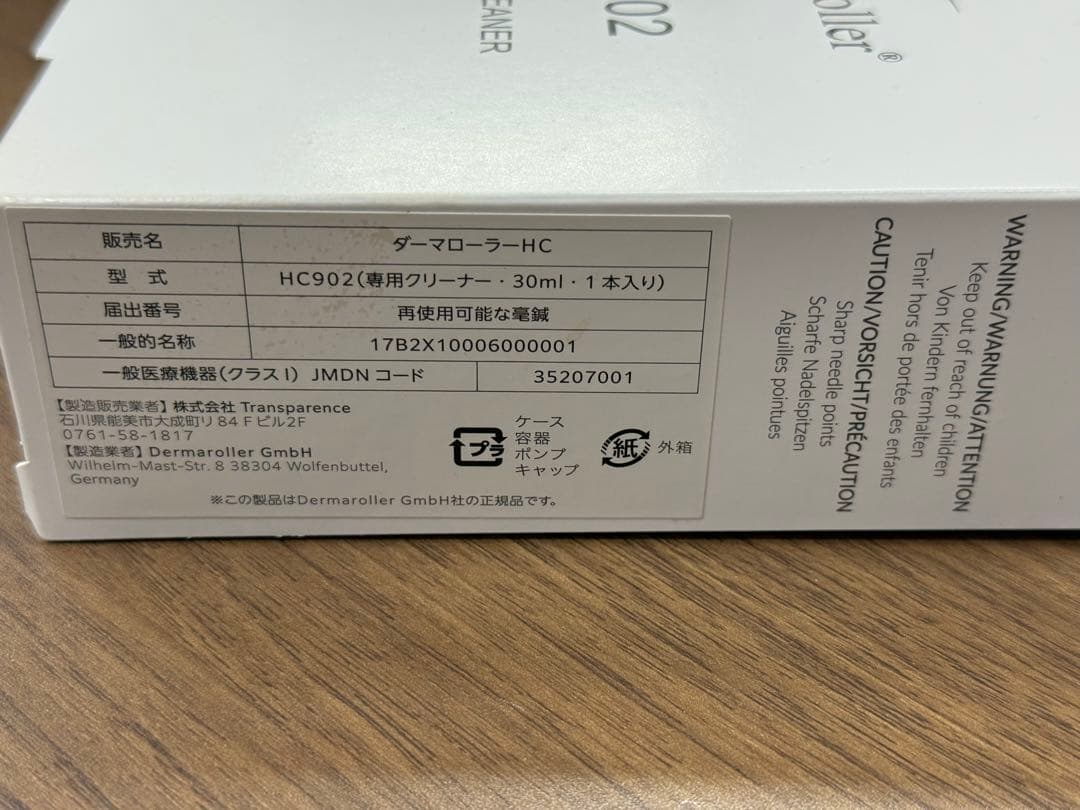 EANER
02
oller®
販売名 ダーマローラーHC
型 式 HC902(専用クリーナー・30ml・1本入り)
届出番号 再使用可能な毫鍼
一般的名称 17B2X10006000001
一般医療機器(クラスⅠ) JMDN コード 35207001
【製造販売業者】株式会社 Transparence
石川県能美市大成町リ84 Fビル2F
0761-58-1817
【製造業者】Dermaroller GmbH
Wilhelm-Mast-Str. 8 38304 Wolfenbuttel,
Germany
プラ
ケース
容器
ポンプ
キャップ
紙
外箱
※この製品はDermaroller GmbH社の正規品です。
WARNING/WARNUNG/ATTENTION
Keep out of reach of children
Von Kindern fernhalten
Tenir hors de portée des enfants
CAUTION/VORSICHT/PRÉCAUTION
Sharp needle points
Scharfe Nadelspitzen
Aiguilles pointues